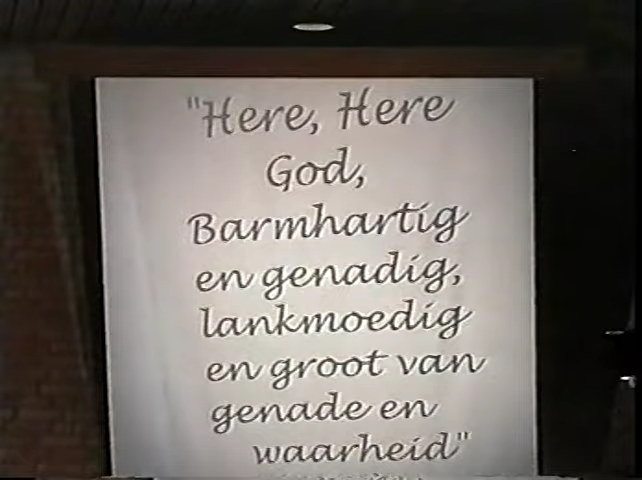 "Here, Here
God,
Barmhartig
en genadig,
lankmoedig
en groot van
genade en
waarheid"